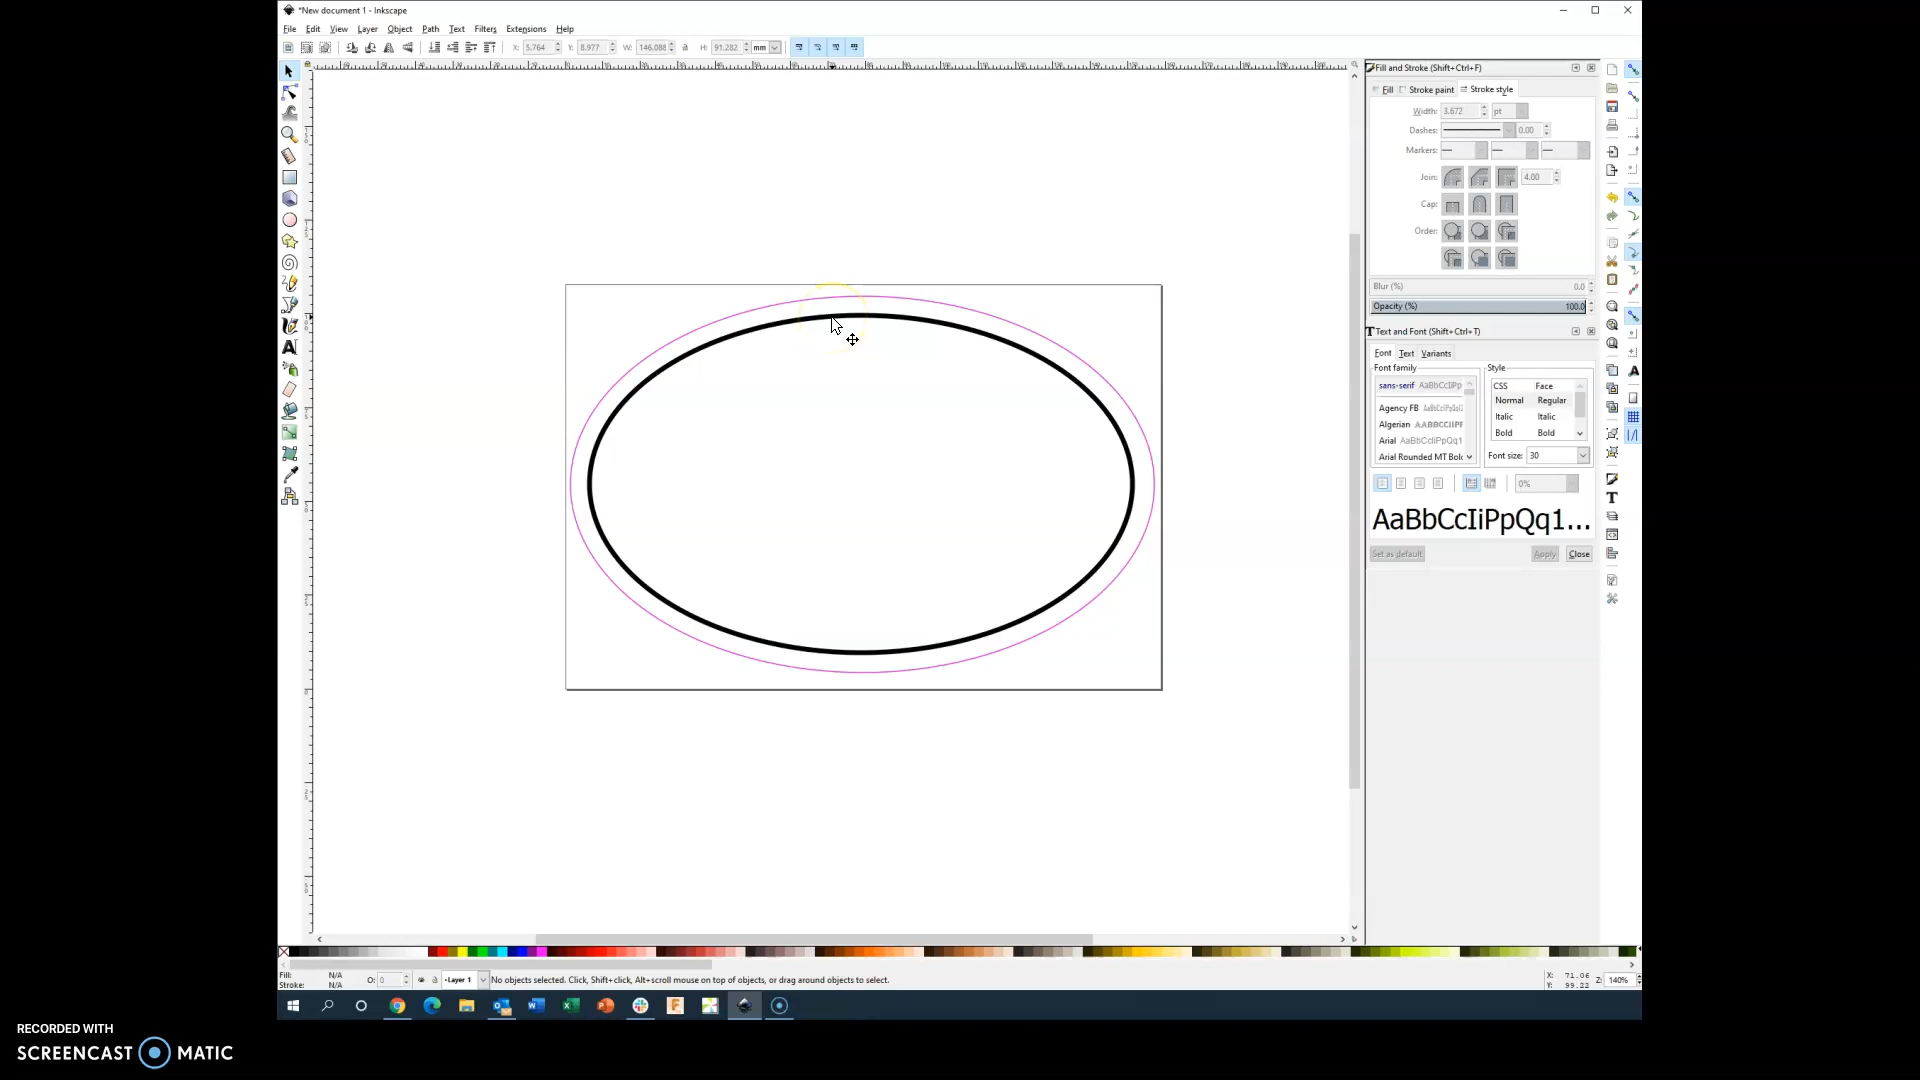 *New document 1 - Inkscape
File Edit View Layer Object Path Text Filters Extensions Help
X: 5.764 Y: 8.977 W: 146.088 H: 91.282 mm
Fill and Stroke (Shift+Ctrl+F)
Fill Stroke paint Stroke style
Width: 3.672 pt
Dashes: 0.00
Markers:
Join: 4.00
Cap:
Order:
Blur (%) 0.0
Opacity (%) 100.0
Text and Font (Shift+Ctrl+T)
Font Text Variants
Font family Style
sans-serif AaBbCcIiPp CSS Face
Normal Regular
Agency FB
Italic Italic
Algerian AABBCCIIPP
Bold Bold
Arial AaBbCcIiPpQq1
Arial Rounded MT Bold
Font size: 30
0%
AaBbCcIiPpQq1...
Set as default Apply Close
Fill: N/A
Stroke: N/A
O: 0
Layer 1
No objects selected. Click, Shift+click, Alt+scroll mouse on top of objects, or drag around objects to select.
X: 71.06
Y: 99.22
Z: 140%
RECORDED WITH
SCREENCAST MATIC